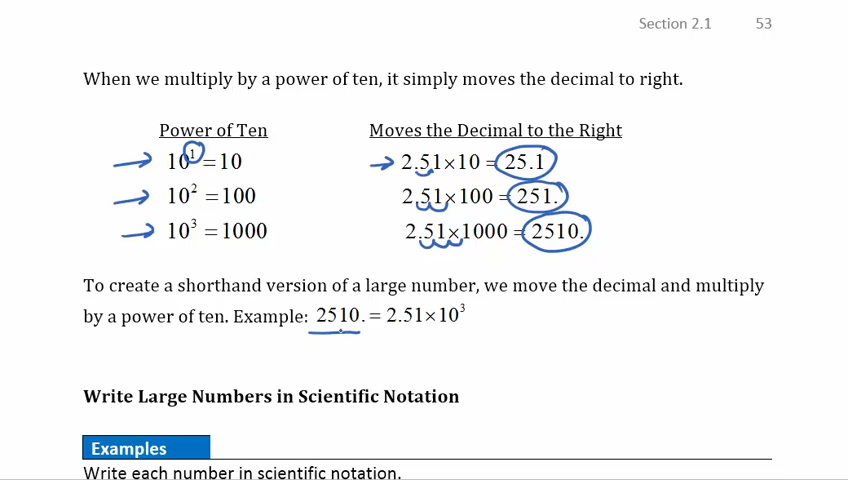 Section 2.1 53
When we multiply by a power of ten, it simply moves the decimal to right.
Power of Ten Moves the Decimal to the Right
10¹ = 10 2.51×10 = 25.1
10² = 100 2.51×100 = 251.
10³ = 1000 2.51×1000 = 2510.
To create a shorthand version of a large number, we move the decimal and multiply
by a power of ten. Example: 2510. = 2.51×10³
Write Large Numbers in Scientific Notation
Examples
Write each number in scientific notation.